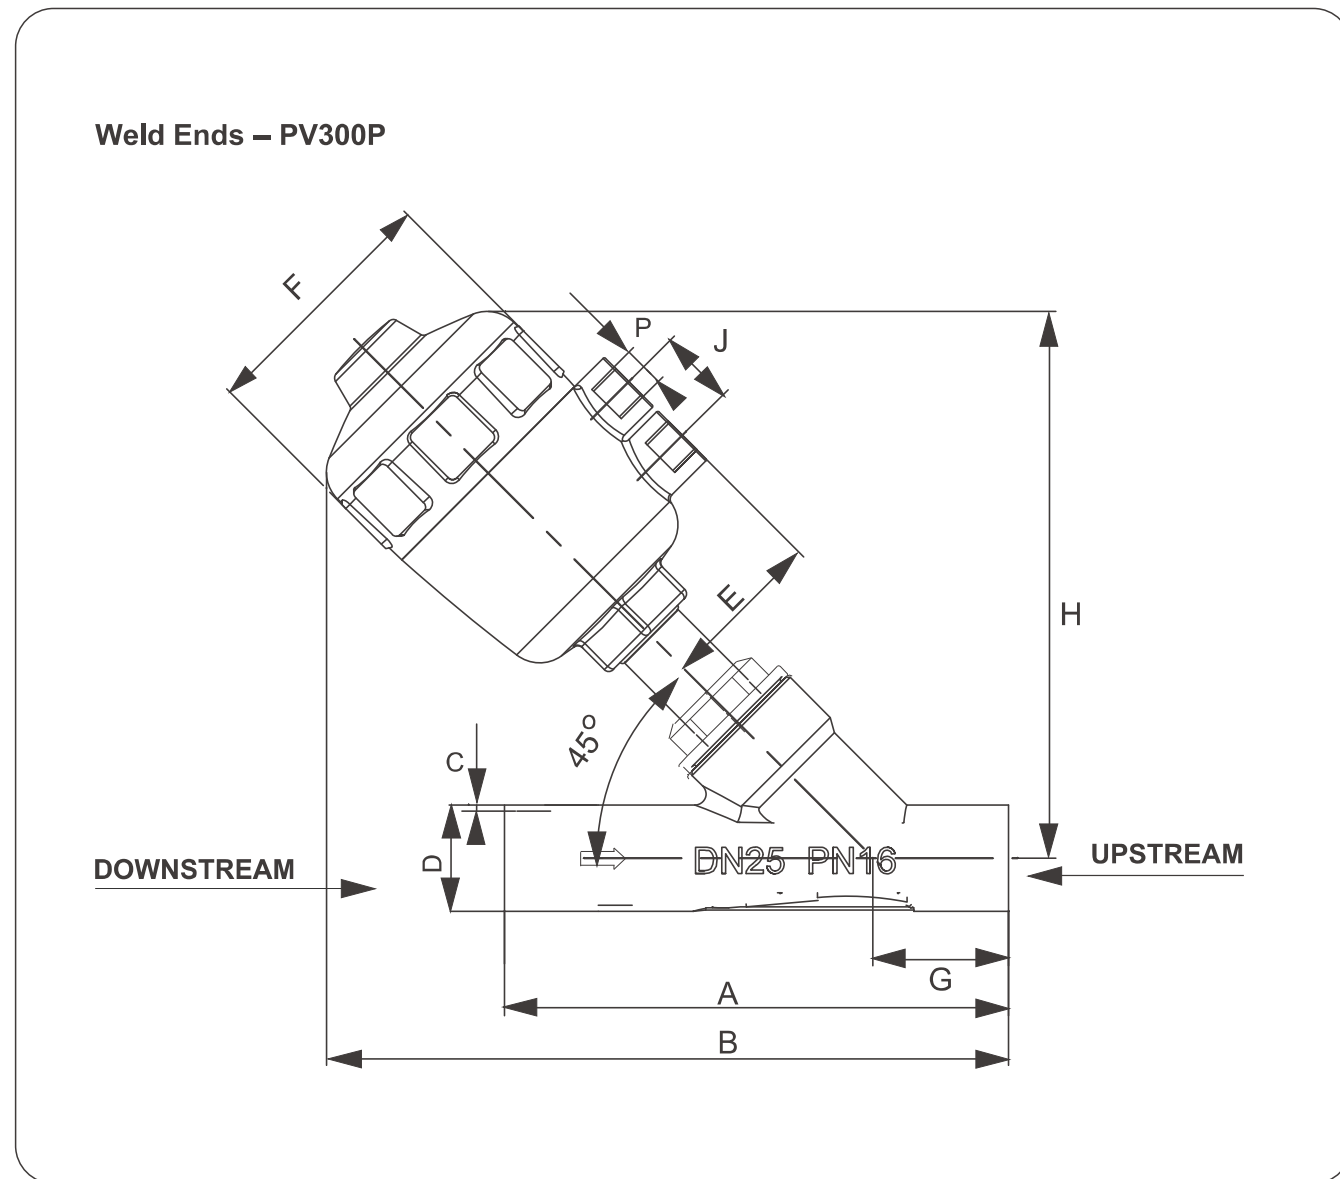 Weld Ends – PV300P
F
P
J
H
E
45°
C
D
DN25 PN16
UPSTREAM
DOWNSTREAM
G
A
B